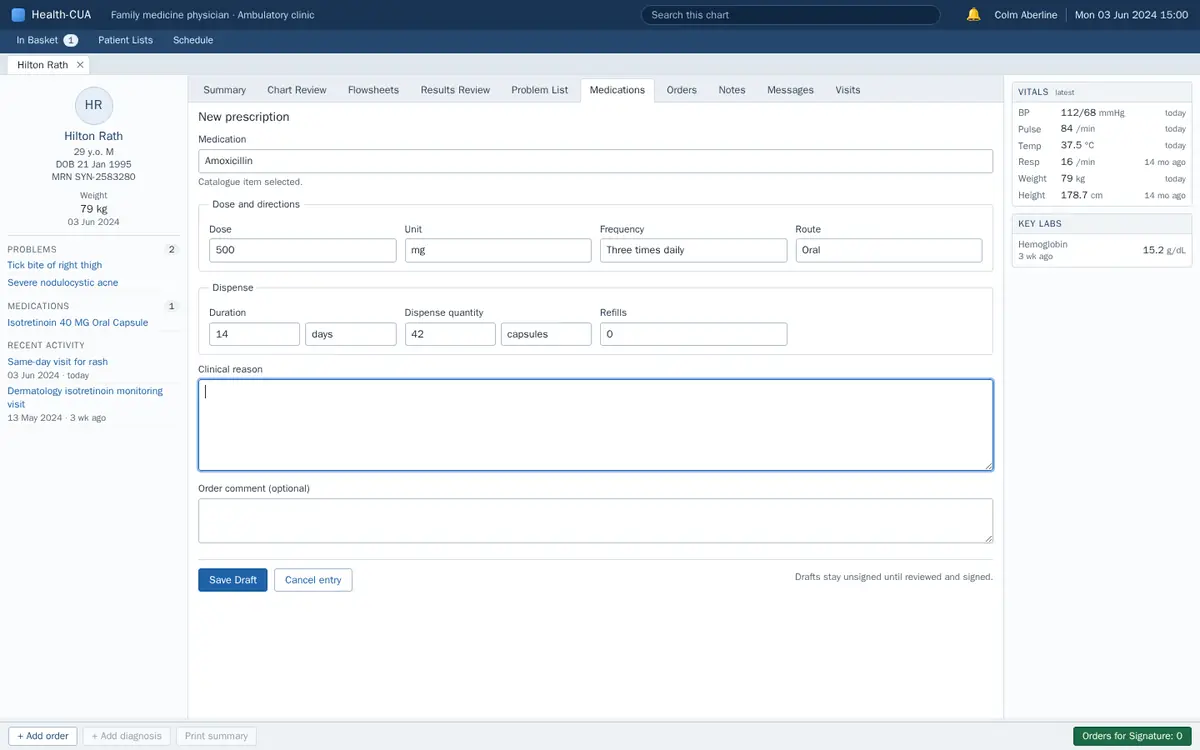 Health-CUA
Family medicine physician · Ambulatory clinic
Search this chart
Colm Aberline
Mon 03 Jun 2024 15:00
In Basket 1
Patient Lists
Schedule
Hilton Rath ✕
HR
Hilton Rath
29 y.o. M
DOB 21 Jan 1995
MRN SYN-2583280
Weight
79 kg
03 Jun 2024
PROBLEMS 2
Tick bite of right thigh
Severe nodulocystic acne
MEDICATIONS 1
Isotretinoin 40 MG Oral Capsule
RECENT ACTIVITY
Same-day visit for rash
03 Jun 2024 · today
Dermatology isotretinoin monitoring
visit
13 May 2024 · 3 wk ago
Summary
Chart Review
Flowsheets
Results Review
Problem List
Medications
Orders
Notes
Messages
Visits
New prescription
Medication
Amoxicillin
Catalogue item selected.
Dose and directions
Dose Unit Frequency Route
500 mg Three times daily Oral
Dispense
Duration Dispense quantity Refills
14 days 42 capsules 0
Clinical reason
Order comment (optional)
Save Draft
Cancel entry
Drafts stay unsigned until reviewed and signed.
VITALS latest
BP 112/68 mmHg today
Pulse 84 /min today
Temp 37.5 °C today
Resp 16 /min 14 mo ago
Weight 79 kg today
Height 178.7 cm 14 mo ago
KEY LABS
Hemoglobin 15.2 g/dL
3 wk ago
+ Add order
+ Add diagnosis
Print summary
Orders for Signature: 0